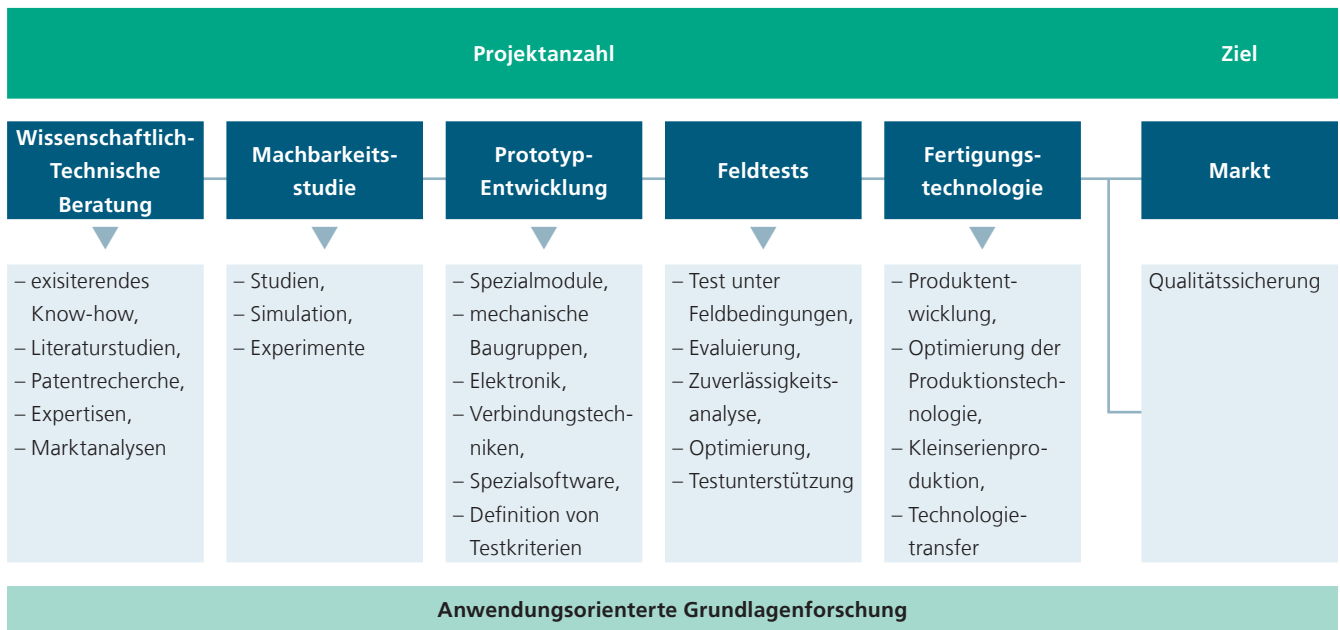 Projektanzahl
Ziel
Wissenschaftlich-
Technische
Beratung
Machbarkeits-
studie
Prototyp-
Entwicklung
Feldtests
Fertigungs-
technologie
Markt
– exisiterendes
Know-how,
– Literaturstudien,
– Patentrecherche,
– Expertisen,
– Marktanalysen
– Studien,
– Simulation,
– Experimente
– Spezialmodule,
– mechanische
Baugruppen,
– Elektronik,
– Verbindungstech-
niken,
– Spezialsoftware,
– Definition von
Testkriterien
– Test unter
Feldbedingungen,
– Evaluierung,
– Zuverlässigkeits-
analyse,
– Optimierung,
– Testunterstützung
– Produktent-
wicklung,
– Optimierung der
Produktionstech-
nologie,
– Kleinserienpro-
duktion,
– Technologie-
transfer
Qualitätssicherung
Anwendungsorienterte Grundlagenforschung